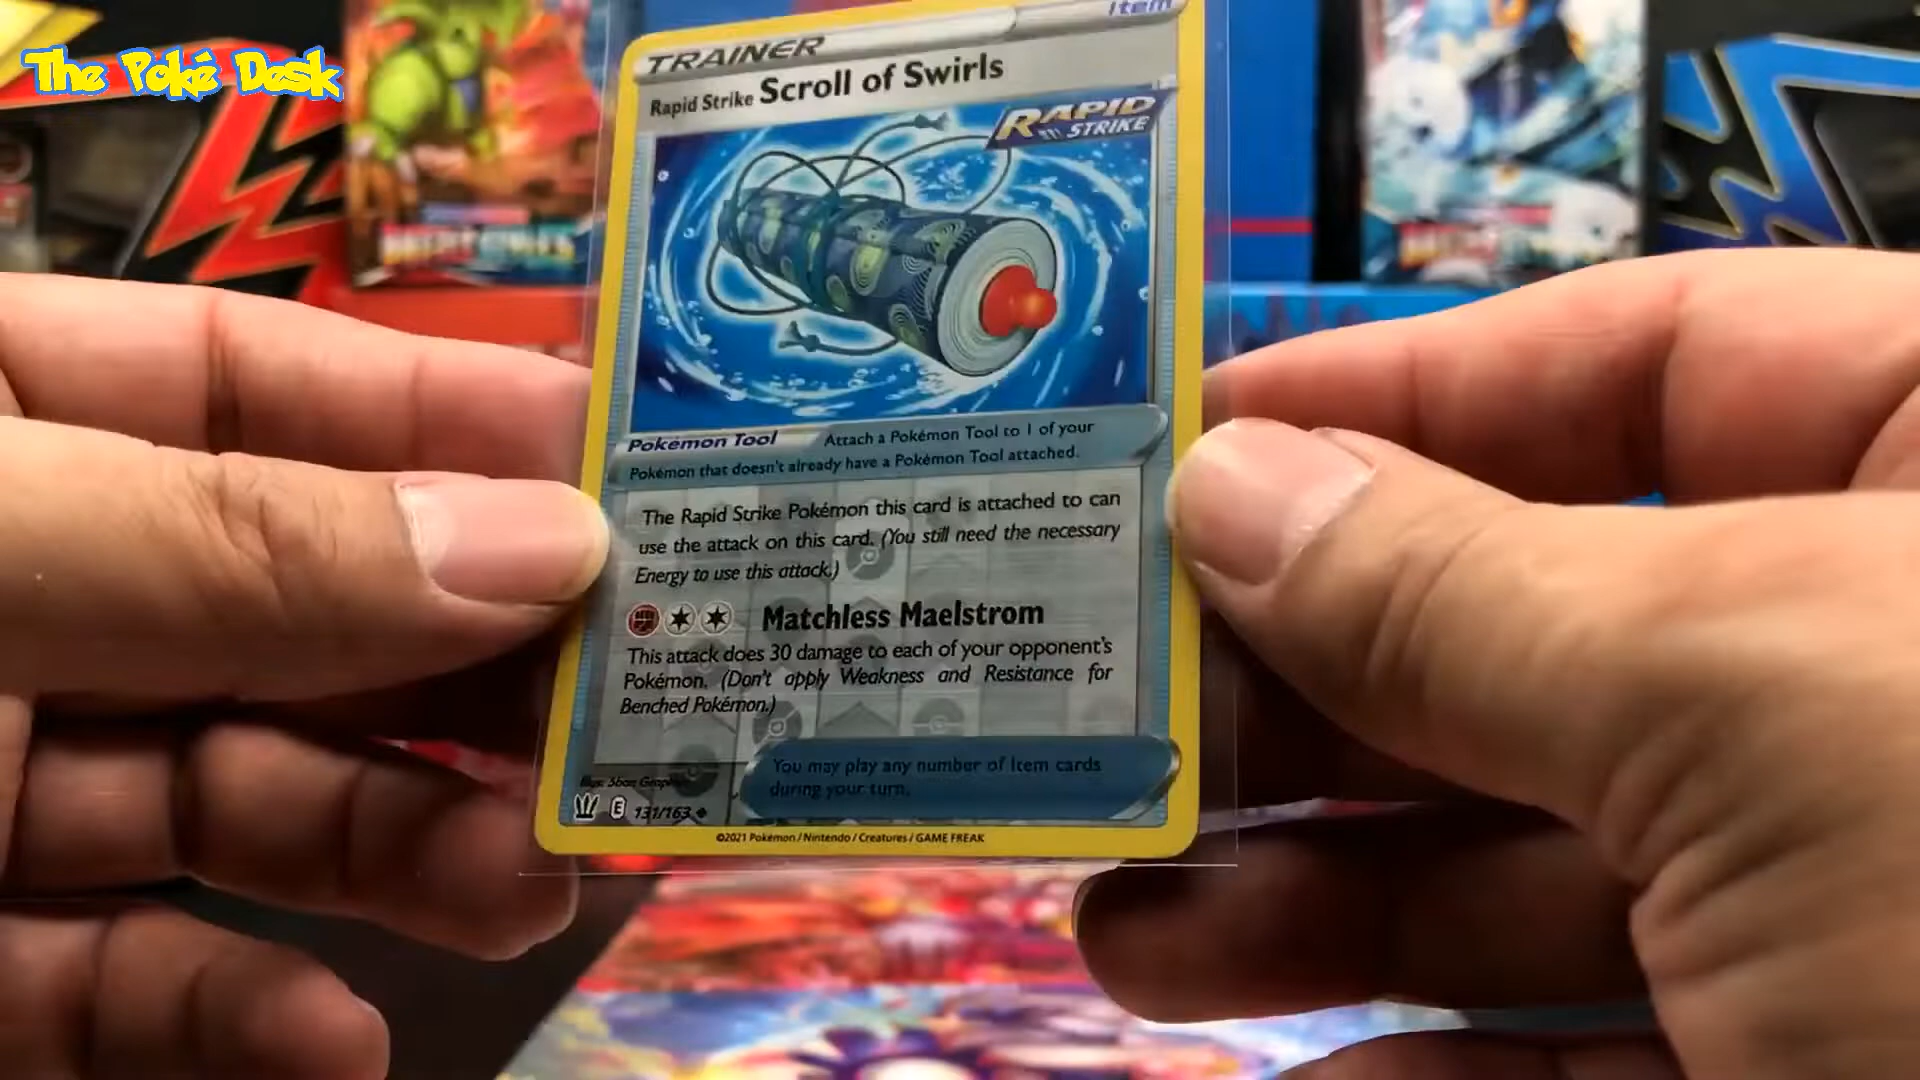 The Poké Desk
Item
TRAINER
Rapid Strike Scroll of Swirls
RAPID
STRIKE
Pokémon Tool Attach a Pokémon Tool to 1 of your
Pokémon that doesn't already have a Pokémon Tool attached.
The Rapid Strike Pokémon this card is attached to can
use the attack on this card. (You still need the necessary
Energy to use this attack.)
Matchless Maelstrom
This attack does 30 damage to each of your opponent's
Pokémon. (Don't apply Weakness and Resistance for
Benched Pokémon.)
You may play any number of Item cards
during your turn.
E 131/163
©2021 Pokémon / Nintendo / Creatures / GAME FREAK